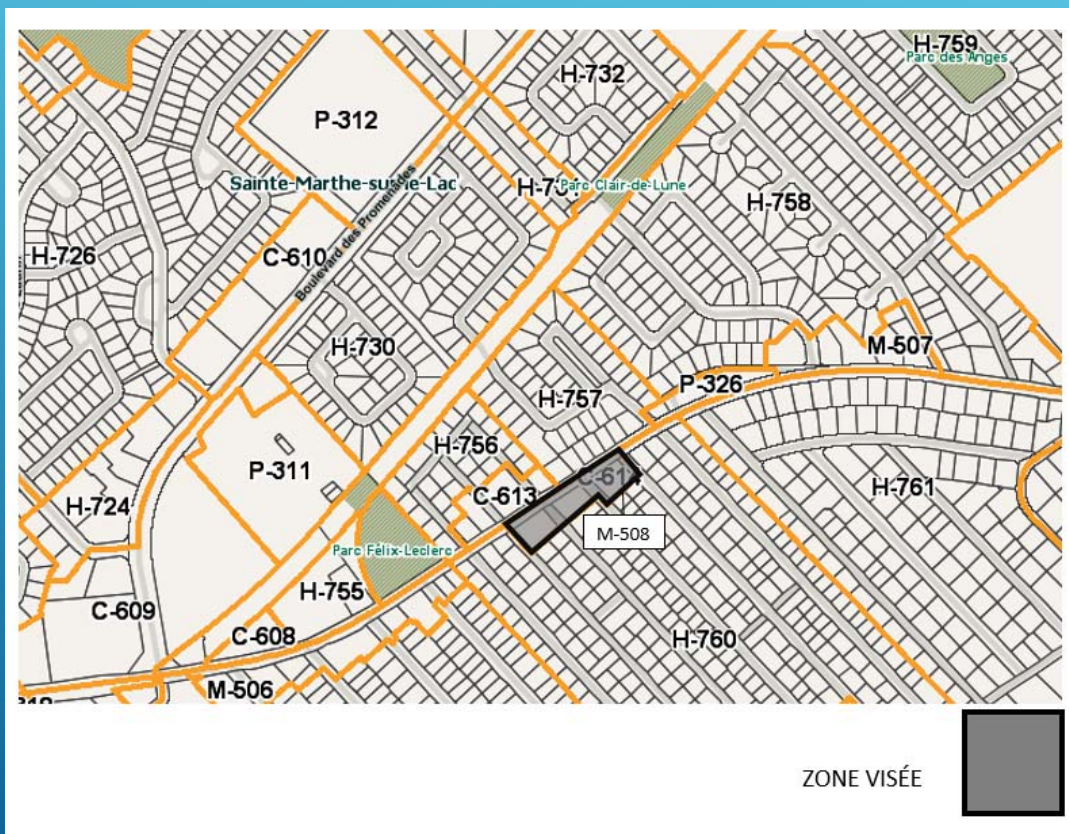 H-759
Parc des Anges
H-732
P-312
Sainte-Marthe-sur-le-Lac
Parc Clair-de-Lune
H-758
Boulevard des Promenades
H-726
C-610
H-730
M-507
P-326
H-757
H-756
P-311
C-613
H-761
H-724
M-508
Parc Félix-Leclerc
H-755
C-609
C-608
H-760
M-506
ZONE VISÉE